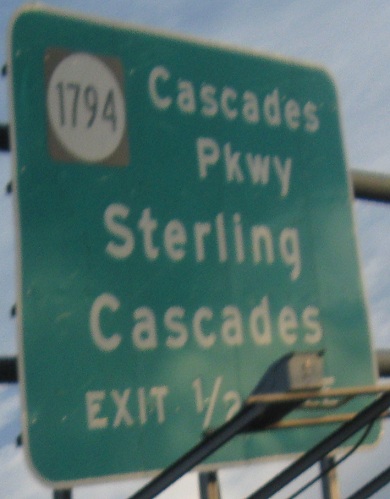 1794
Cascades
Pkwy
Sterling
Cascades
EXIT 1/2